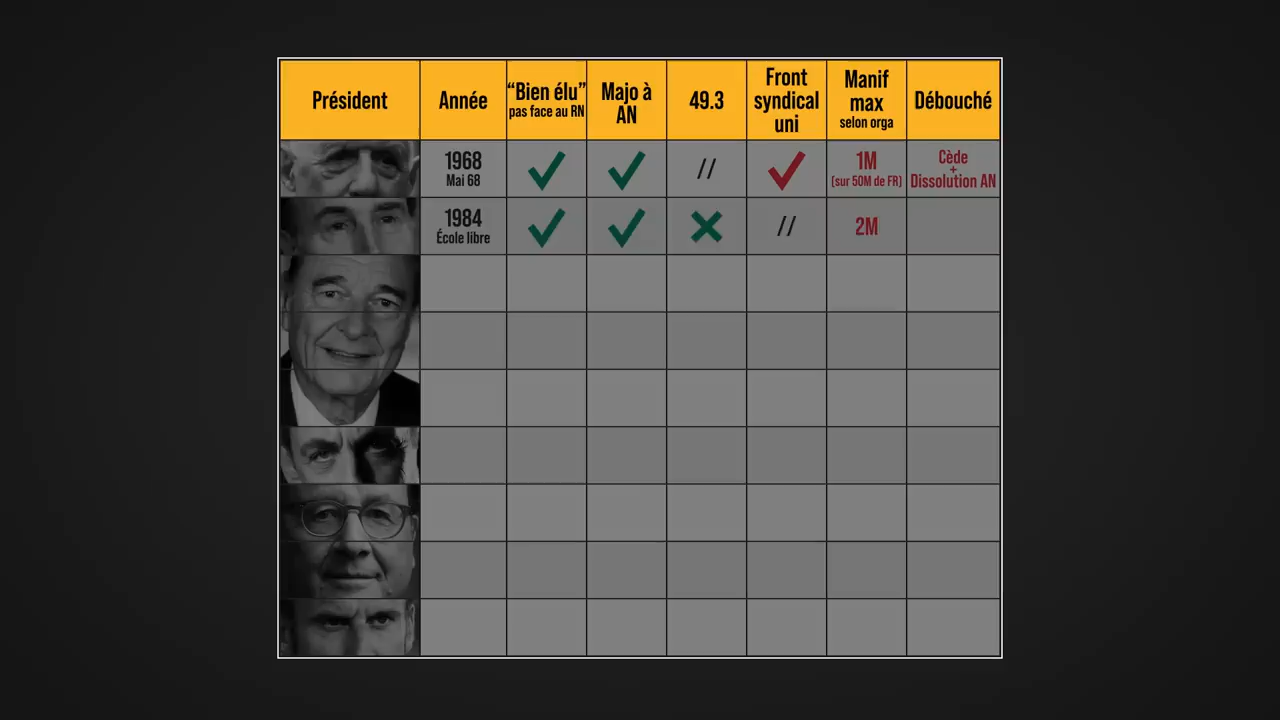 Président
Année
“Bien élu”
pas face au RN
Majo à
AN
49.3
Front
syndical
uni
Manif
max
selon orga
Débouché
1968
Mai 68
//
1M
(sur 50M de FR)
Cède
+
Dissolution AN
1984
École libre
//
2M